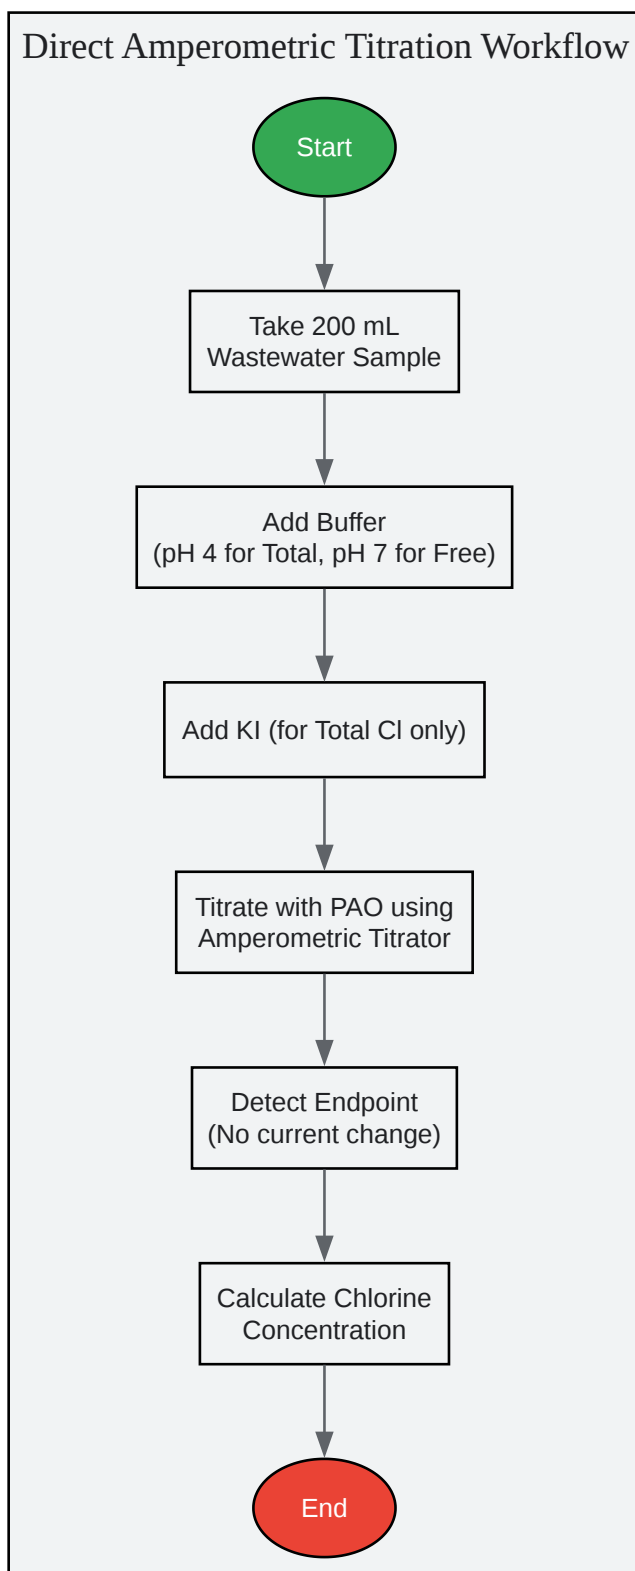 Direct Amperometric Titration Workflow
Start
Take 200 mL
Wastewater Sample
Add Buffer
(pH 4 for Total, pH 7 for Free)
Add KI (for Total Cl only)
Titrate with PAO using
Amperometric Titrator
Detect Endpoint
(No current change)
Calculate Chlorine
Concentration
End